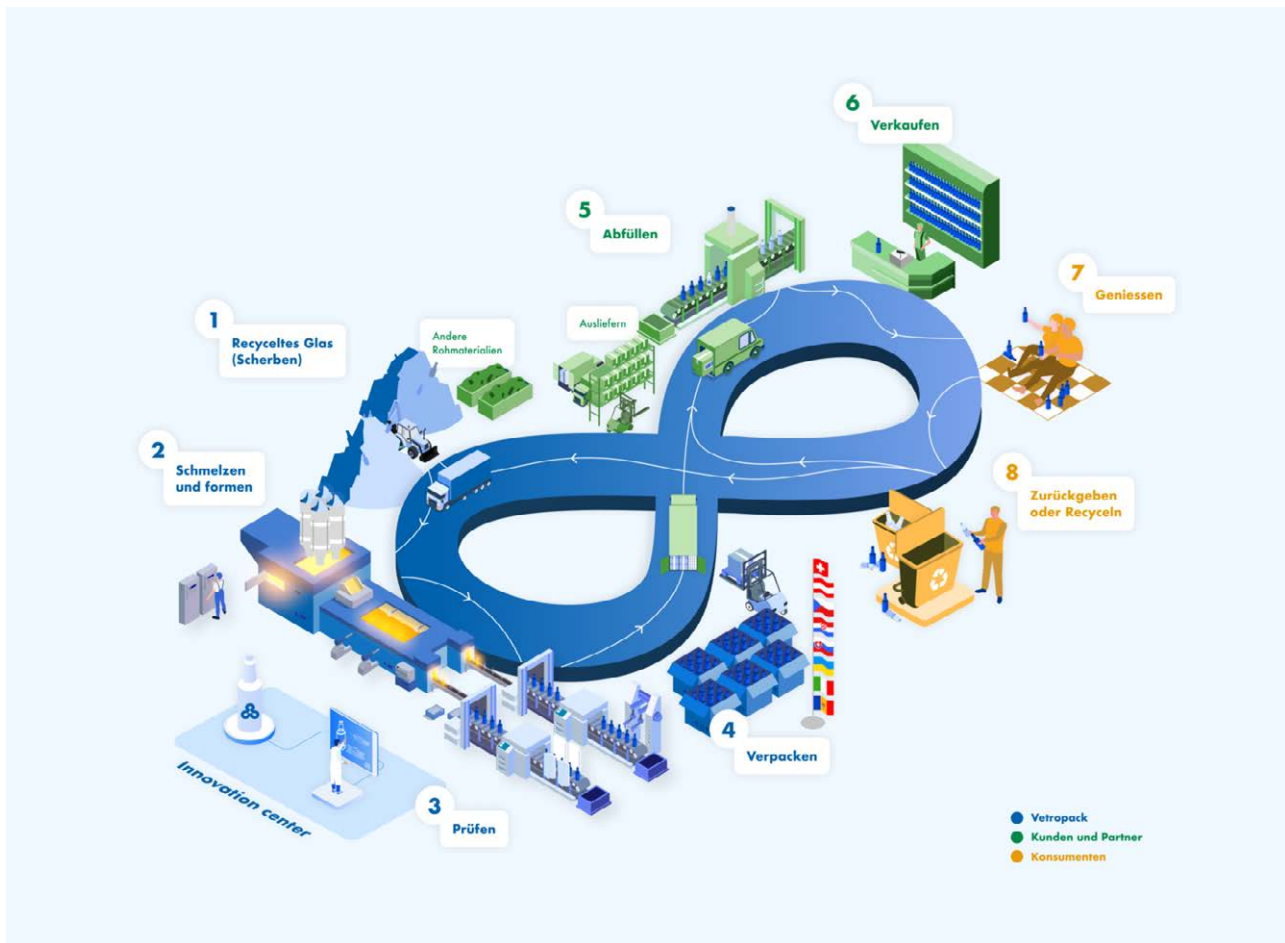 1
Recyceltes Glas
(Scherben)
Andere
Rohmaterialien
2
Schmelzen
und formen
Innovation center
3
Prüfen
4
Verpacken
Ausliefern
5
Abfüllen
6
Verkaufen
7
Geniessen
8
Zurückgeben
oder Recyceln
Vetropack
Kunden und Partner
Konsumenten